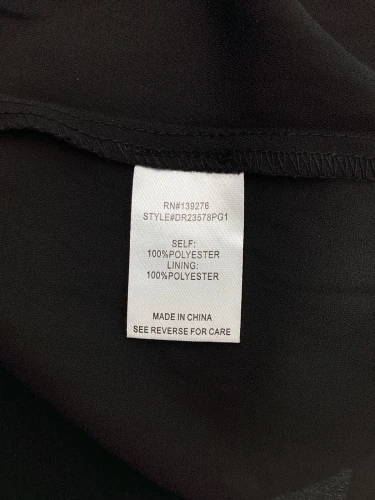 RN#139276
STYLE#DR23578PG1
SELF:
100%POLYESTER
LINING:
100%POLYESTER
MADE IN CHINA
SEE REVERSE FOR CARE